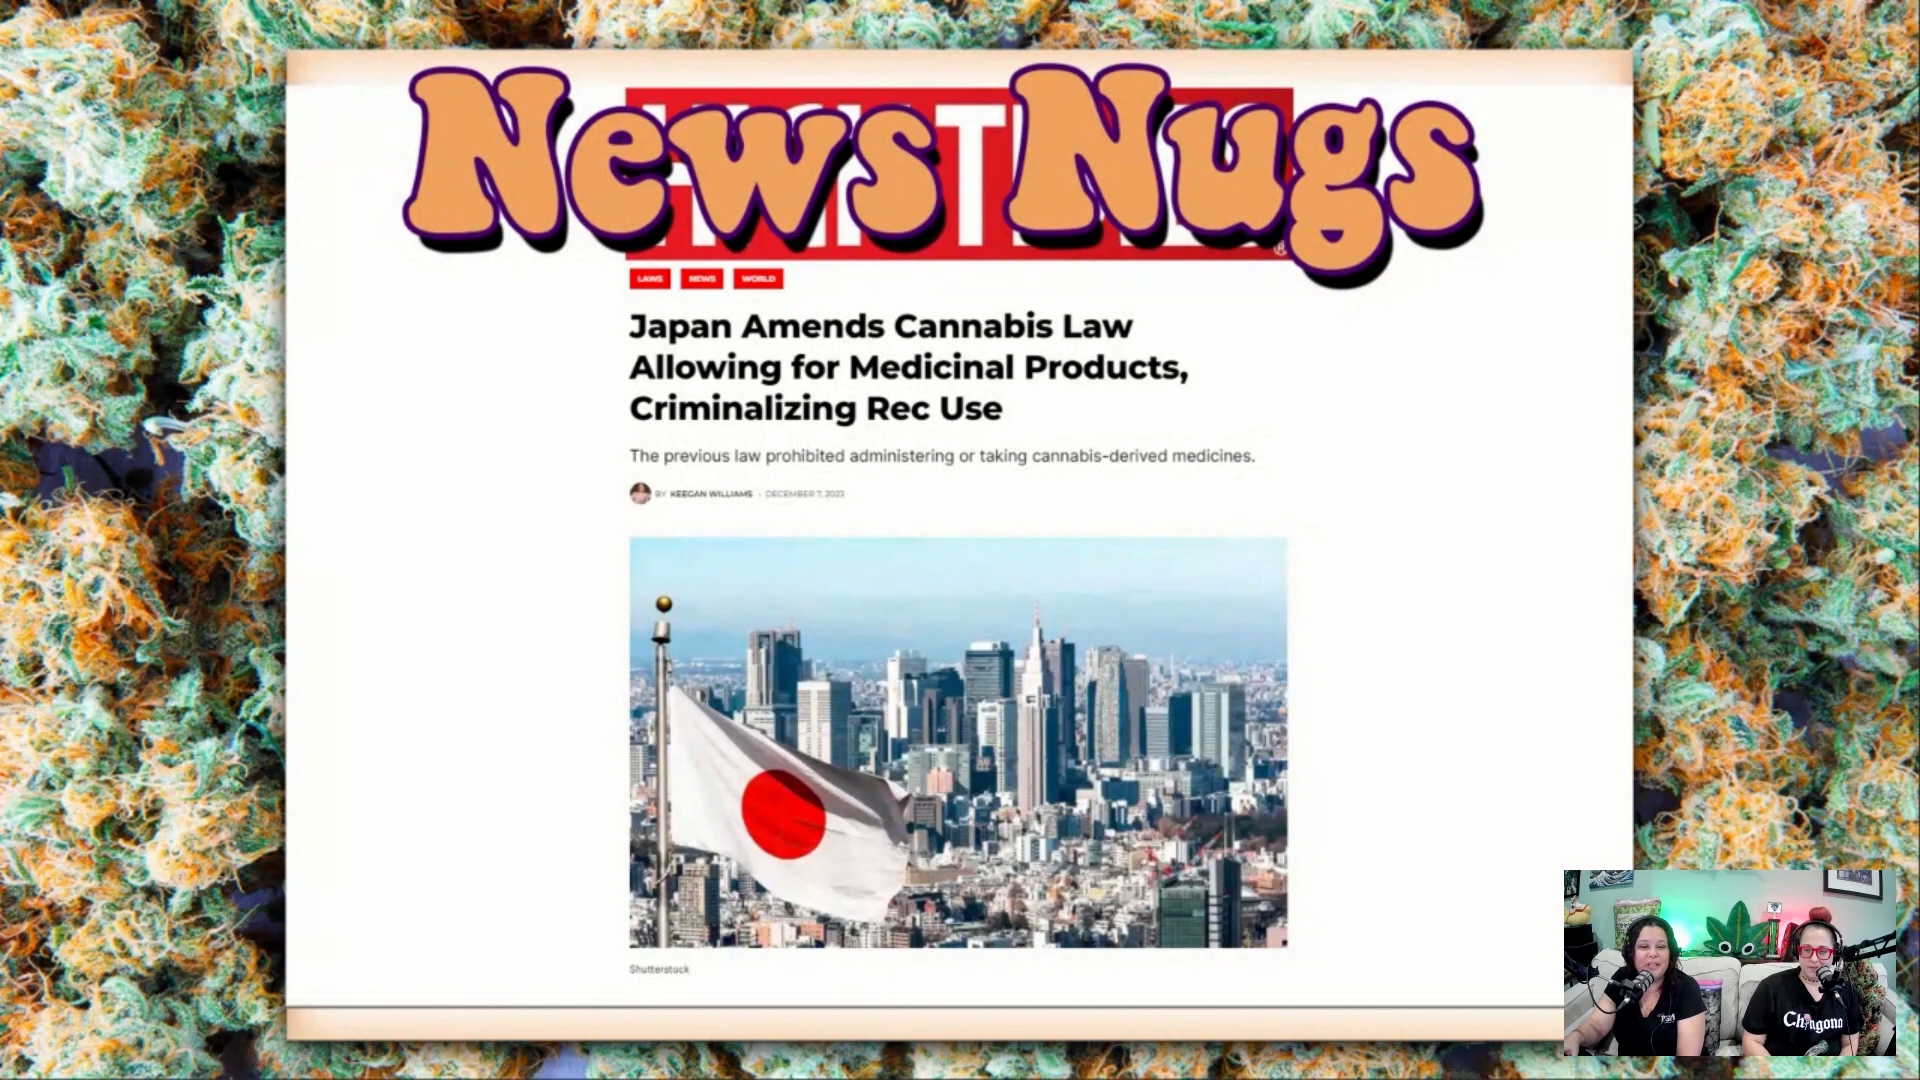 News Nugs
LAWS NEWS WORLD
Japan Amends Cannabis Law
Allowing for Medicinal Products,
Criminalizing Rec Use
The previous law prohibited administering or taking cannabis-derived medicines.
BY KEEGAN WILLIAMS · DECEMBER 7, 2023
Shutterstock
Chingona